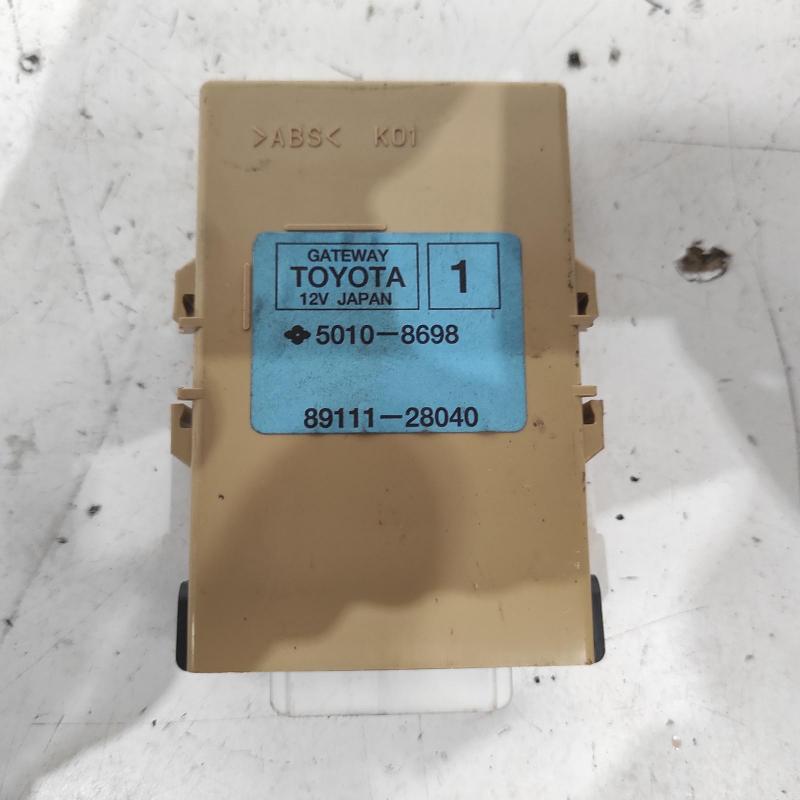 >ABS< K01
GATEWAY
TOYOTA 1
12V JAPAN
5010-8698
89111-28040